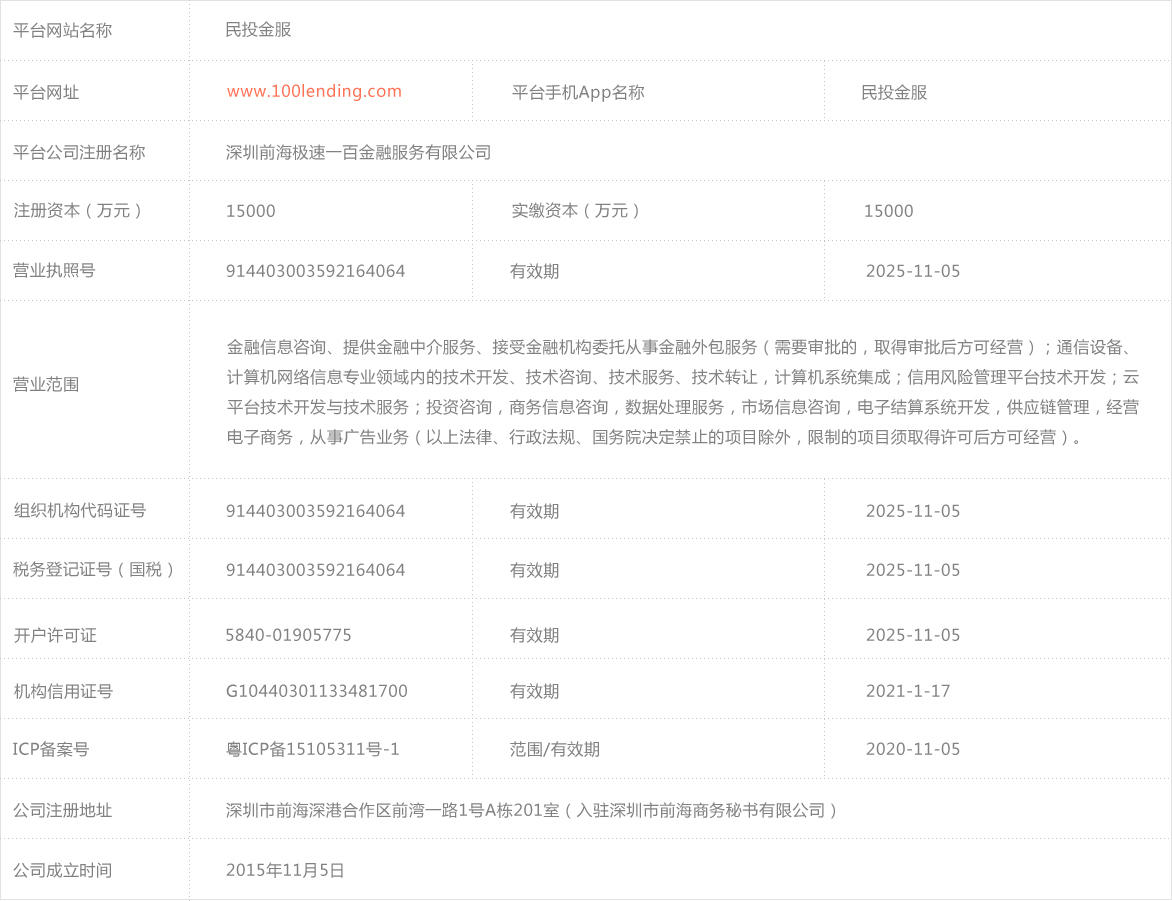 平台网站名称 民投金服
平台网址 www.100lending.com 平台手机App名称 民投金服
平台公司注册名称 深圳前海极速一百金融服务有限公司
注册资本（万元） 15000 实缴资本（万元） 15000
营业执照号 914403003592164064 有效期 2025-11-05
金融信息咨询、提供金融中介服务、接受金融机构委托从事金融外包服务（需要审批的，取得审批后方可经营）；通信设备、
计算机网络信息专业领域内的技术开发、技术咨询、技术服务、技术转让，计算机系统集成；信用风险管理平台技术开发；云
营业范围
平台技术开发与技术服务；投资咨询，商务信息咨询，数据处理服务，市场信息咨询，电子结算系统开发，供应链管理，经营
电子商务，从事广告业务（以上法律、行政法规、国务院决定禁止的项目除外，限制的项目须取得许可后方可经营）。
组织机构代码证号 914403003592164064 有效期 2025-11-05
税务登记证号（国税） 914403003592164064 有效期 2025-11-05
开户许可证 5840-01905775 有效期 2025-11-05
机构信用证号 G10440301133481700 有效期 2021-1-17
ICP备案号 粤ICP备15105311号-1 范围/有效期 2020-11-05
公司注册地址 深圳市前海深港合作区前湾一路1号A栋201室（入驻深圳市前海商务秘书有限公司）
公司成立时间 2015年11月5日